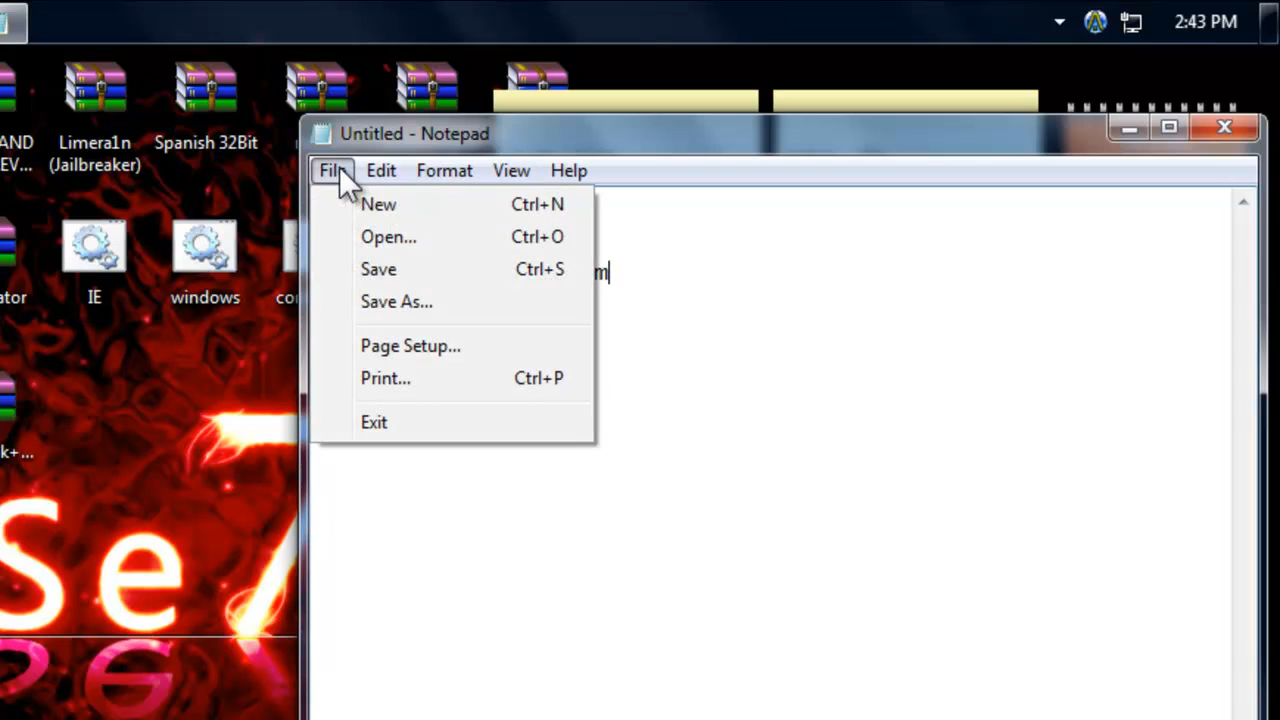 2:43 PM
AND
EV...
Limera1n
(Jailbreaker)
Spanish 32Bit
Untitled - Notepad
File Edit Format View Help
New Ctrl+N
Open... Ctrl+O
Save Ctrl+S
Save As...
Page Setup...
Print... Ctrl+P
Exit
m
ator
IE
windows
co
k+...
Se